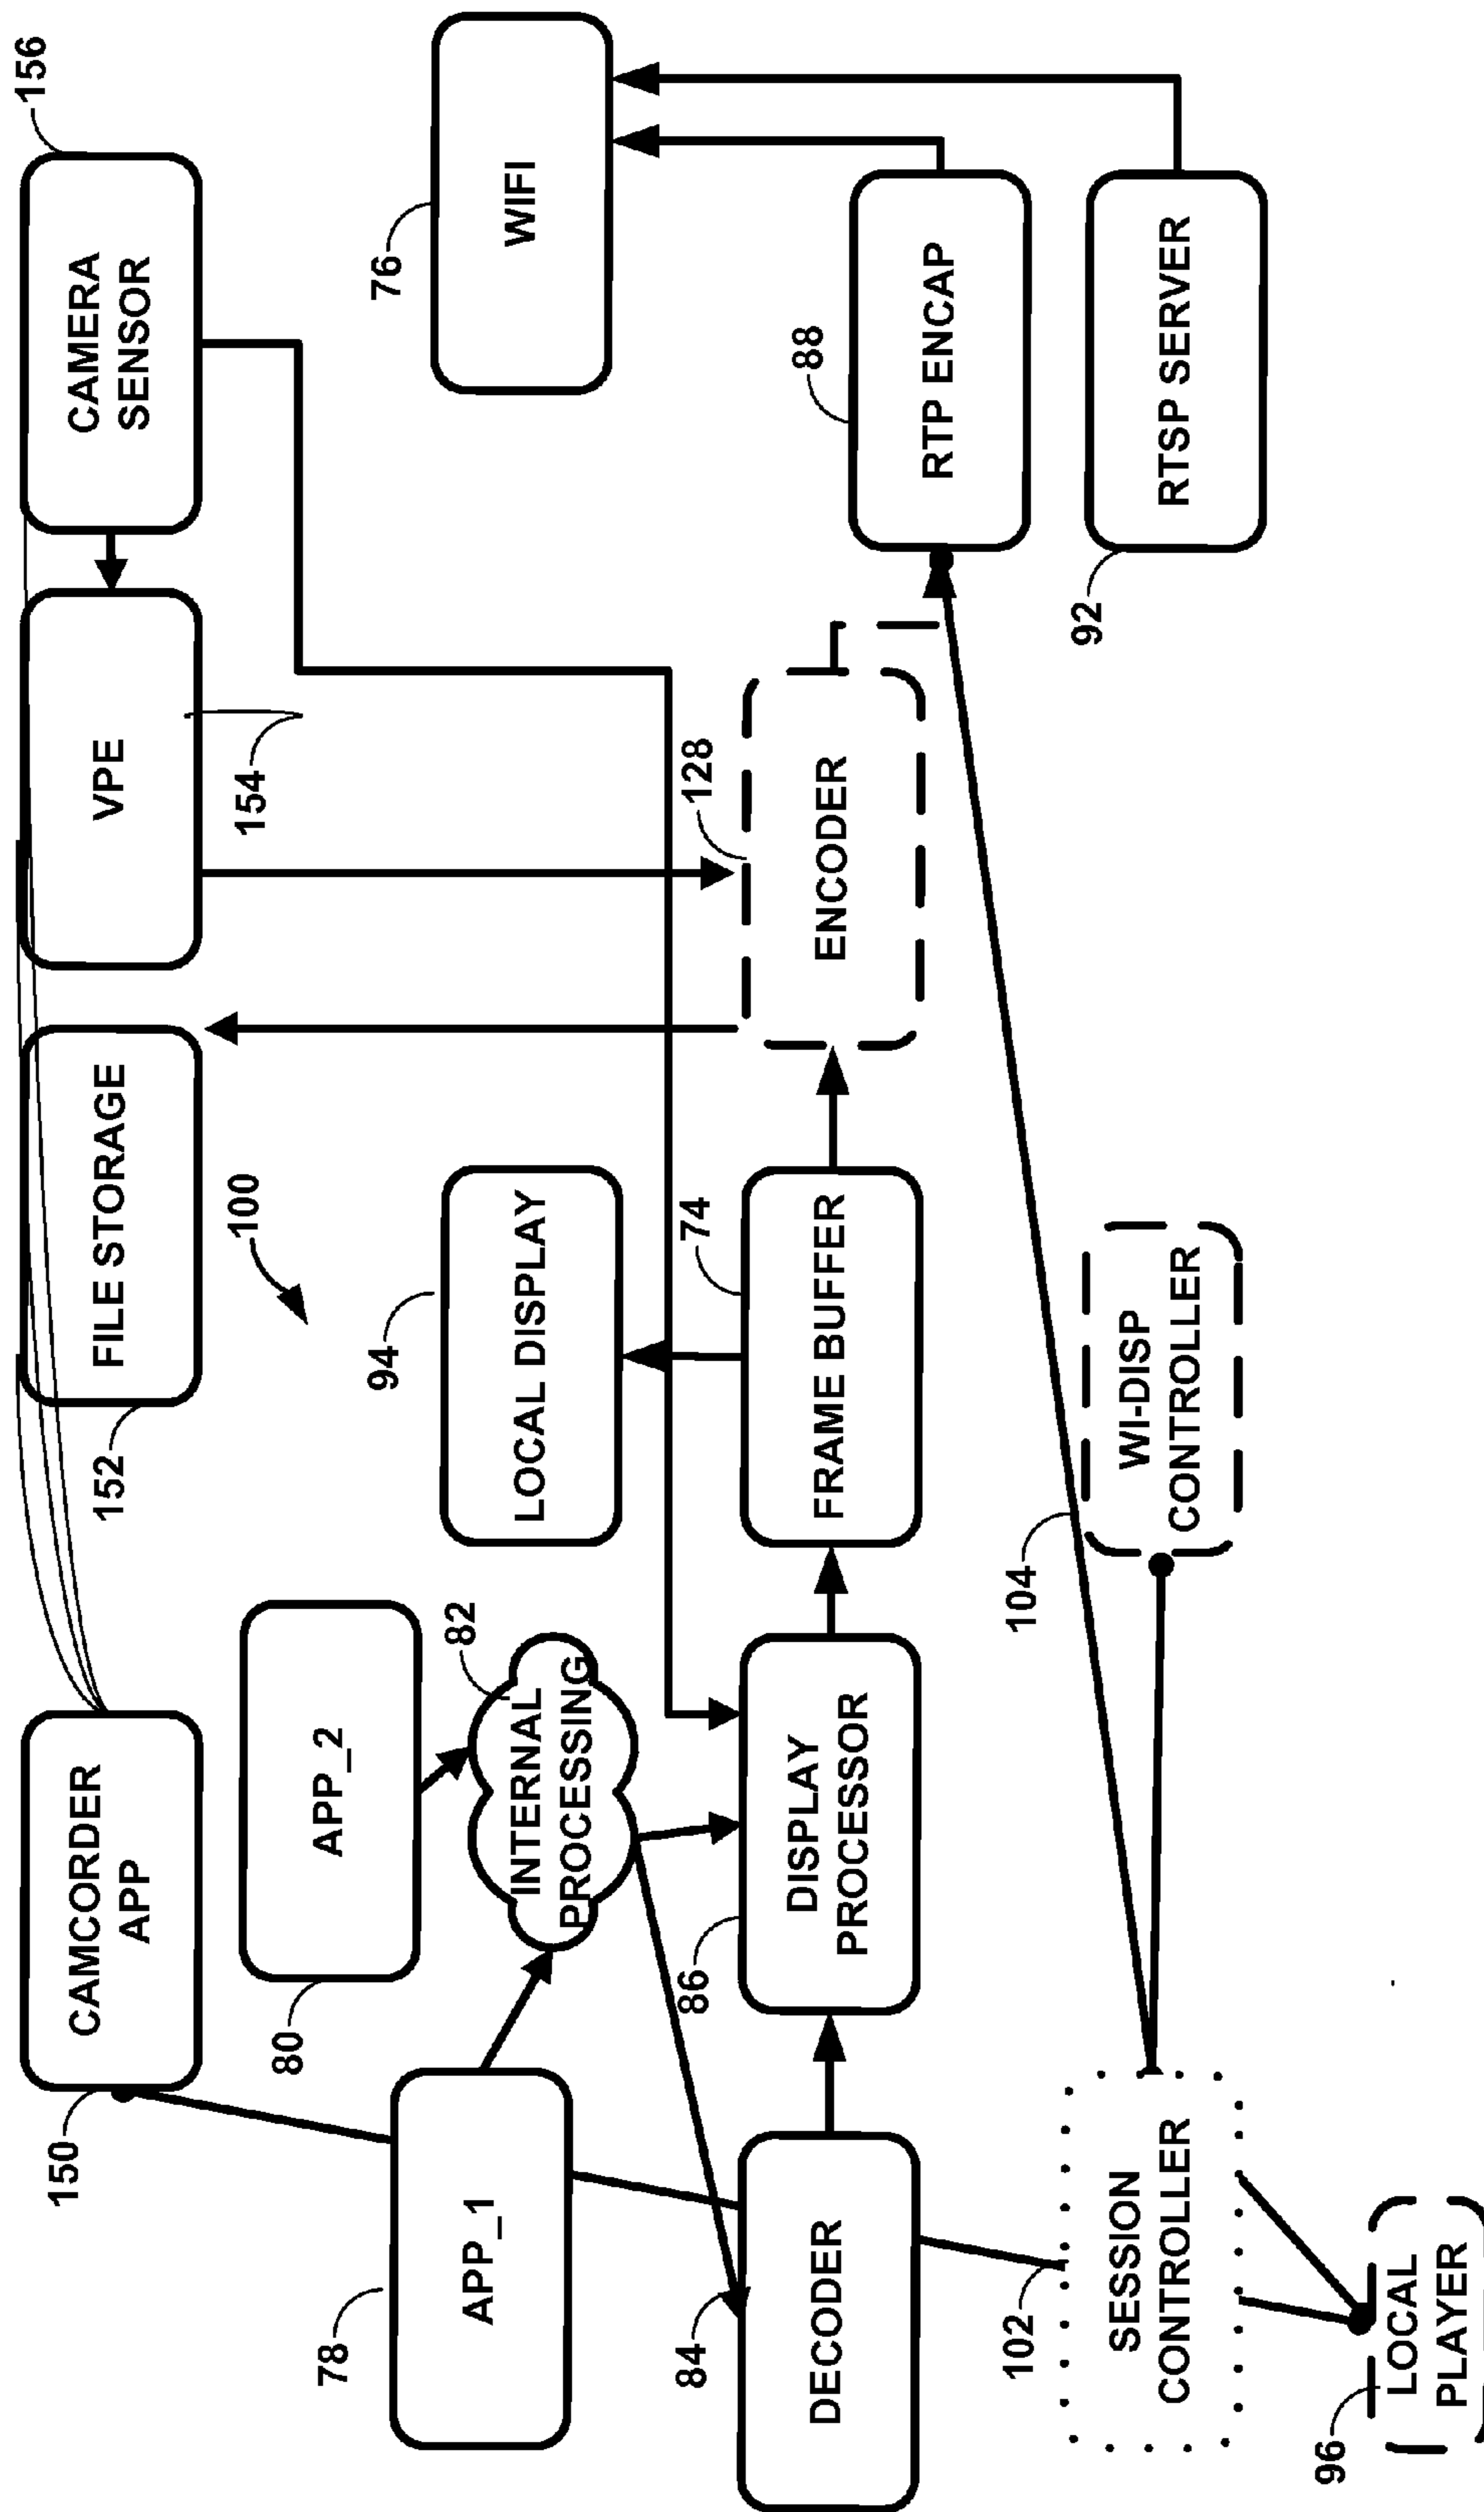 150
CAMCORDER
APP
152
FILE STORAGE
VPE
154
CAMERA
SENSOR
156
100
80
APP_2
78
APP_1
82
INTERNAL
PROCESSING
94
LOCAL DISPLAY
76
WIFI
84
DECODER
86
DISPLAY
PROCESSOR
74
FRAME BUFFER
128
ENCODER
88
RTP ENCAP
102
SESSION
CONTROLLER
104
WI-DISP
CONTROLLER
92
RTSP SERVER
96
LOCAL
PLAYER